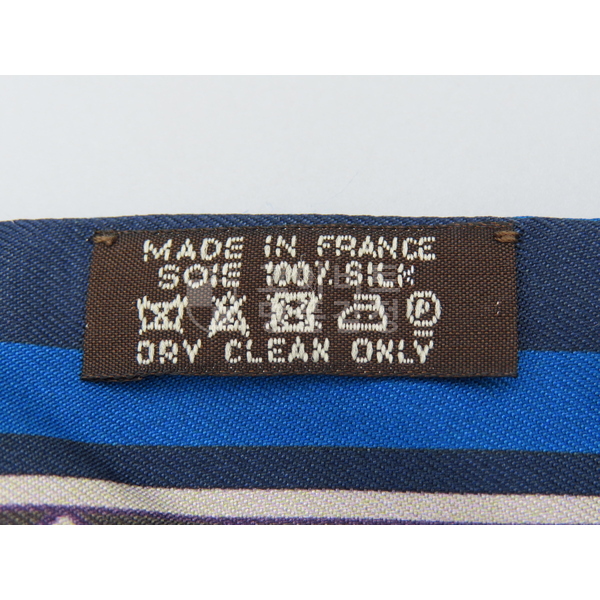 MADE IN FRANCE
SOIE 100% SILK
P
DRY CLEAN ONLY